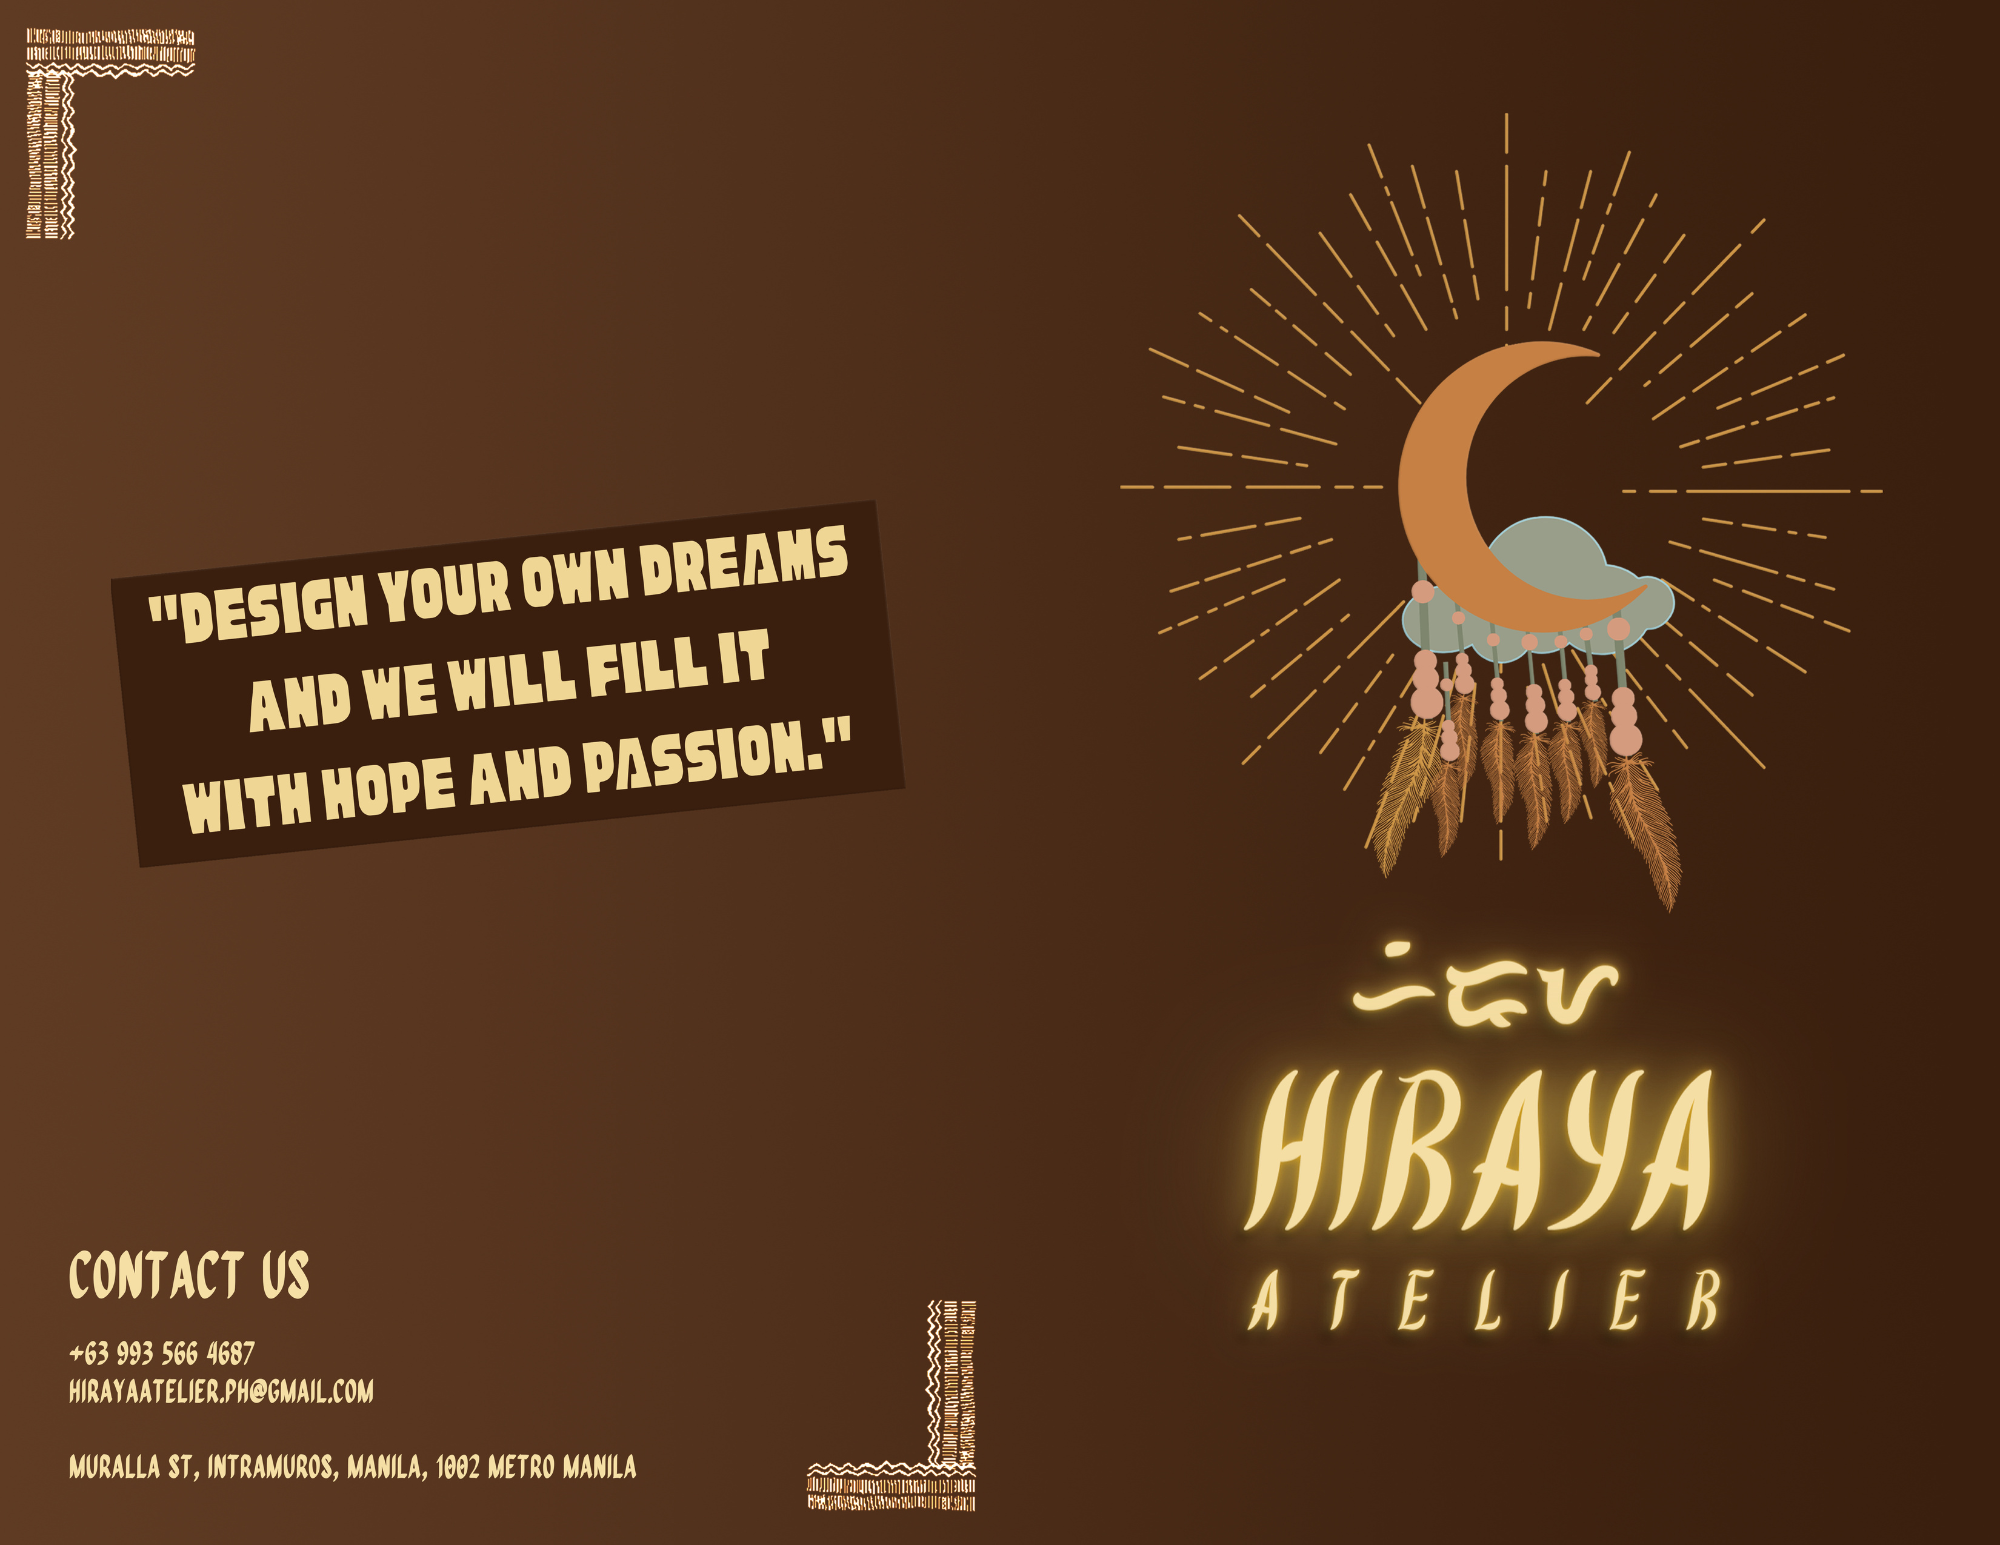 "DESIGN YOUR OWN DREAMS
AND WE WILL FILL IT
WITH HOPE AND PASSION."
CONTACT US
+63 993 566 4687
HIRAYAATELIER.PH@GMAIL.COM
MURALLA ST, INTRAMUROS, MANILA, 1002 METRO MANILA
ᜑᜒᜍᜌ
HIRAYA
ATELIER